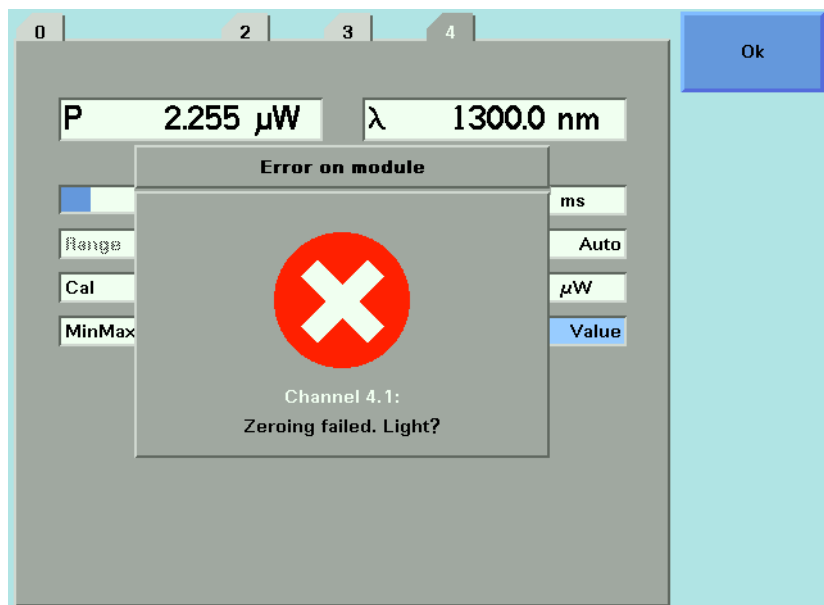 0 2 3 4
Ok
P 2.255 µW λ 1300.0 nm
Error on module
ms
Range Auto
Cal µW
MinMax Value
Channel 4.1:
Zeroing failed. Light?